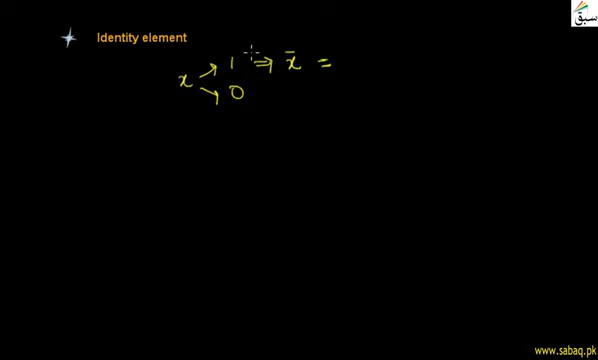 سبق
Identity element
x → 1 ⇒ x̄ =
x → 0
www.sabaq.pk